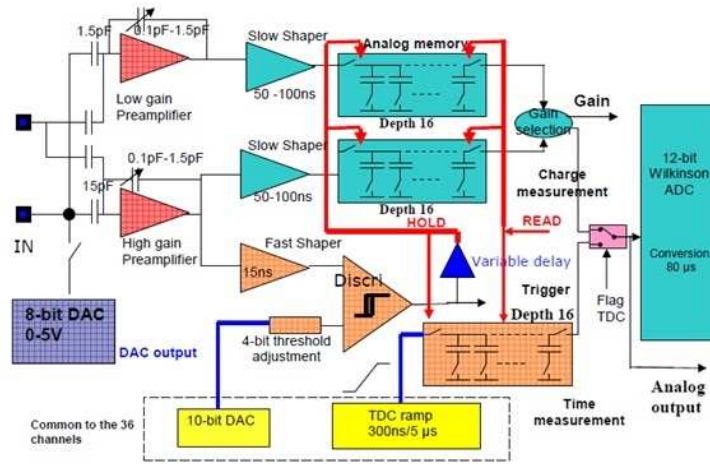 1.5pF
0.1pF-1.5pF
Low gain
Preamplifier
Slow Shaper
50 -100ns
Analog memory
Depth 16
Gain
Gain
selection
12-bit
Wilkinson
ADC
Conversion
80 µs
15pF
0.1pF-1.5pF
High gain
Preamplifier
IN
Slow Shaper
50-100ns
Depth 16
Charge
measurement
HOLD
READ
Fast Shaper
15ns
Discri
Variable delay
Trigger
Flag
TDC
8-bit DAC
0-5V
DAC output
4-bit threshold
adjustment
Depth 16
Analog
output
Time
measurement
Common to the 36
channels
10-bit DAC
TDC ramp
300ns/5 µs